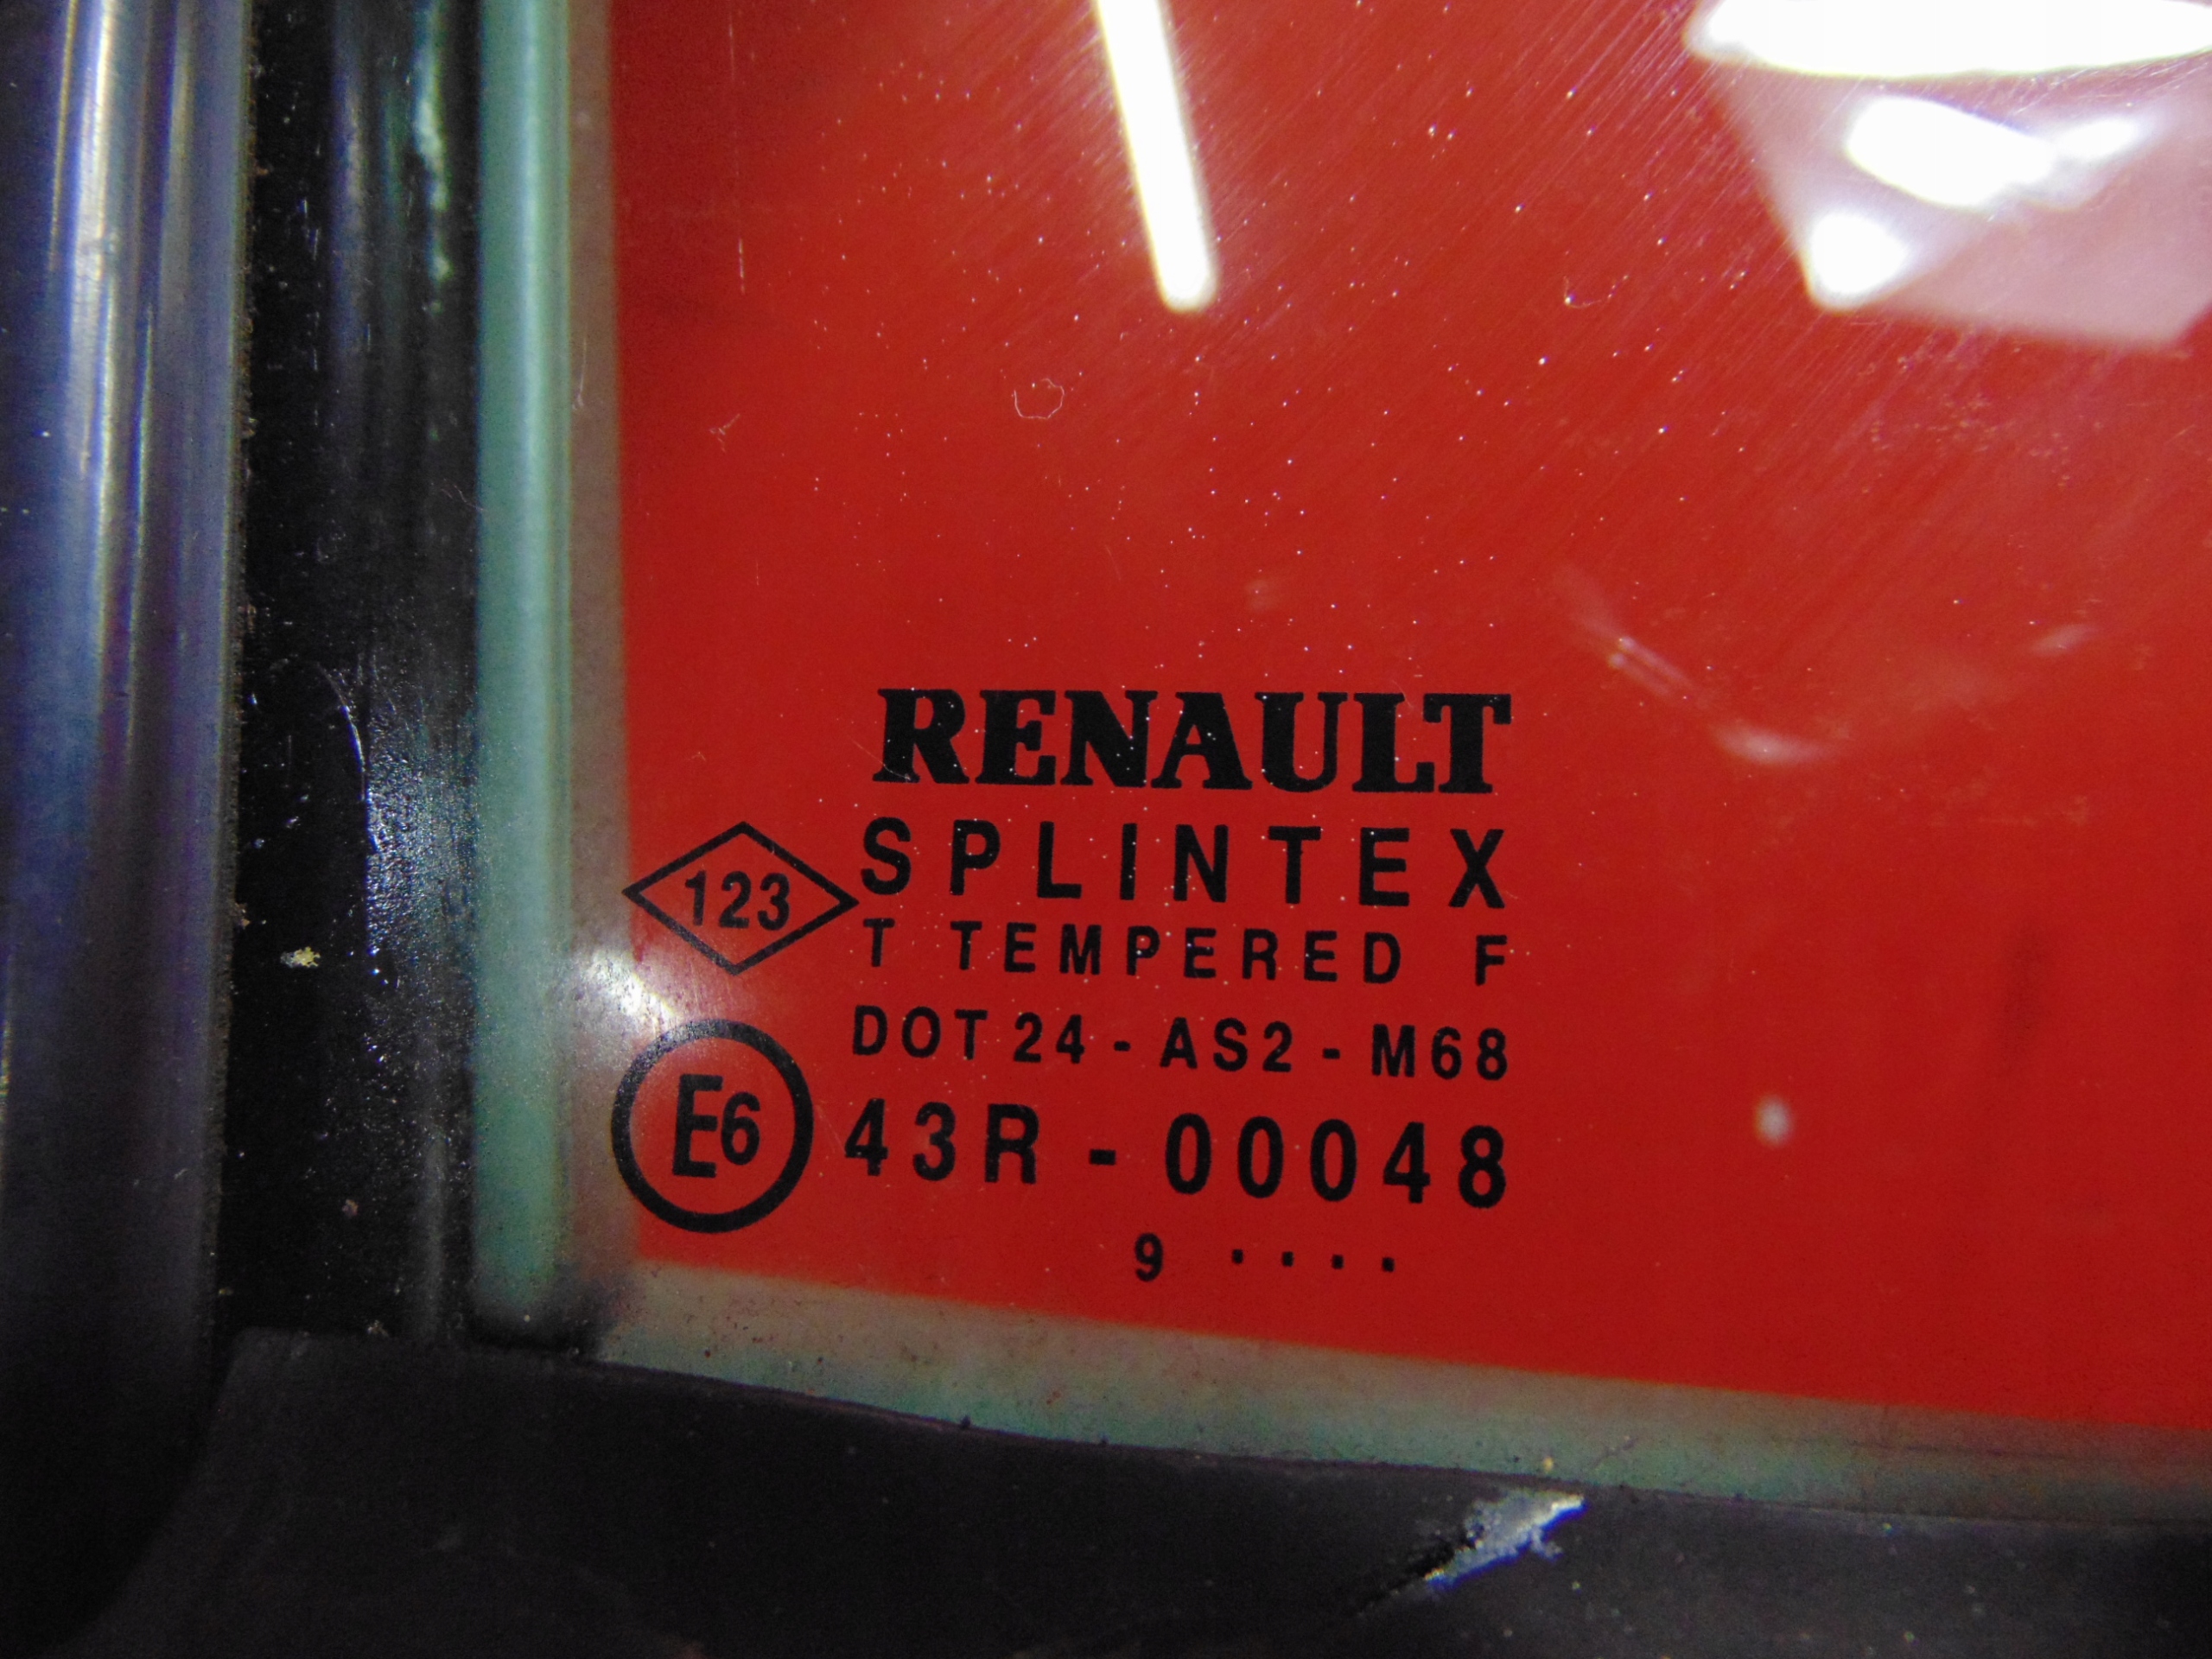 RENAULT
SPLINTEX
123
T TEMPERED F
DOT 24 - AS2 - M68
E6 43R - 00048
9 ....